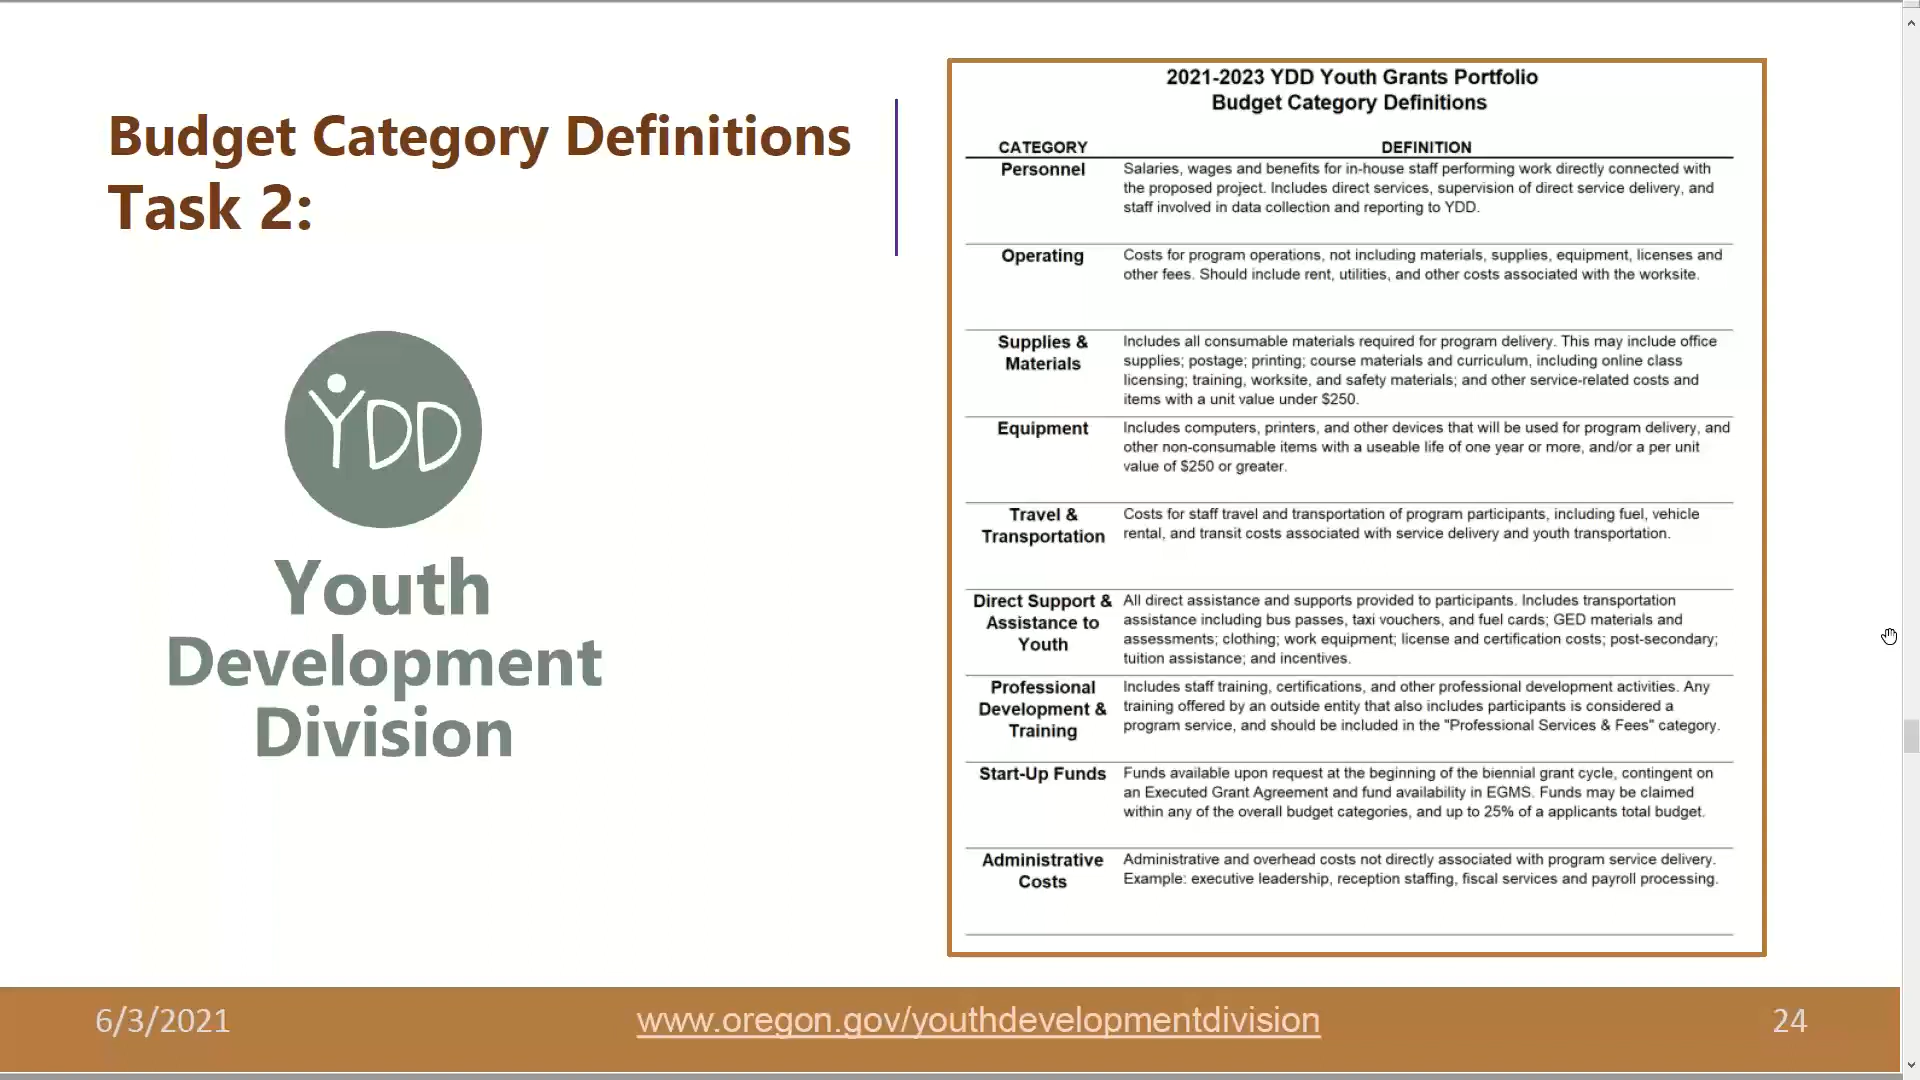 Budget Category Definitions
Task 2:
YDD
Youth
Development
Division
2021-2023 YDD Youth Grants Portfolio
Budget Category Definitions
CATEGORY DEFINITION
Personnel
Salaries, wages and benefits for in-house staff performing work directly connected with
the proposed project. Includes direct services, supervision of direct service delivery, and
staff involved in data collection and reporting to YDD.
Operating
Costs for program operations, not including materials, supplies, equipment, licenses and
other fees. Should include rent, utilities, and other costs associated with the worksite.
Supplies &
Materials
Includes all consumable materials required for program delivery. This may include office
supplies; postage; printing; course materials and curriculum, including online class
licensing; training, worksite, and safety materials; and other service-related costs and
items with a unit value under $250.
Equipment
Includes computers, printers, and other devices that will be used for program delivery, and
other non-consumable items with a useable life of one year or more, and/or a per unit
value of $250 or greater.
Travel &
Transportation
Costs for staff travel and transportation of program participants, including fuel, vehicle
rental, and transit costs associated with service delivery and youth transportation.
Direct Support &
Assistance to
Youth
All direct assistance and supports provided to participants. Includes transportation
assistance including bus passes, taxi vouchers, and fuel cards; GED materials and
assessments; clothing; work equipment; license and certification costs; post-secondary;
tuition assistance; and incentives.
Professional
Development &
Training
Includes staff training, certifications, and other professional development activities. Any
training offered by an outside entity that also includes participants is considered a
program service, and should be included in the "Professional Services & Fees" category.
Start-Up Funds
Funds available upon request at the beginning of the biennial grant cycle, contingent on
an Executed Grant Agreement and fund availability in EGMS. Funds may be claimed
within any of the overall budget categories, and up to 25% of a applicants total budget.
Administrative
Costs
Administrative and overhead costs not directly associated with program service delivery.
Example: executive leadership, reception staffing, fiscal services and payroll processing.
6/3/2021
www.oregon.gov/youthdevelopmentdivision
24